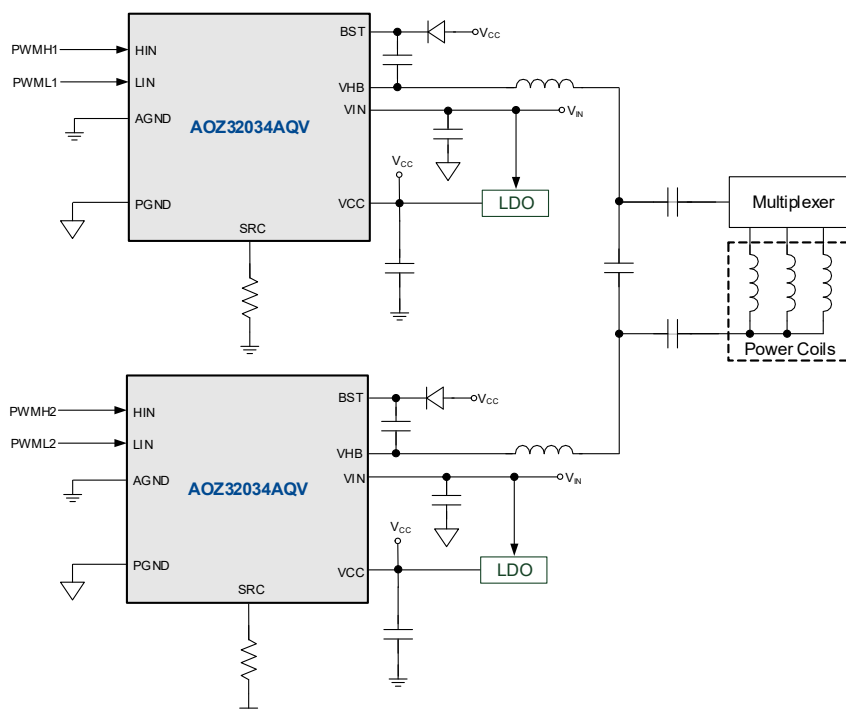 BST
VCC
PWMH1
HIN
PWML1
LIN
VHB
VIN
VIN
AGND
AOZ32034AQV
VCC
Multiplexer
PGND
VCC
LDO
SRC
Power Coils
BST
VCC
PWMH2
HIN
PWML2
LIN
VHB
VIN
VIN
AGND
AOZ32034AQV
VCC
PGND
VCC
LDO
SRC